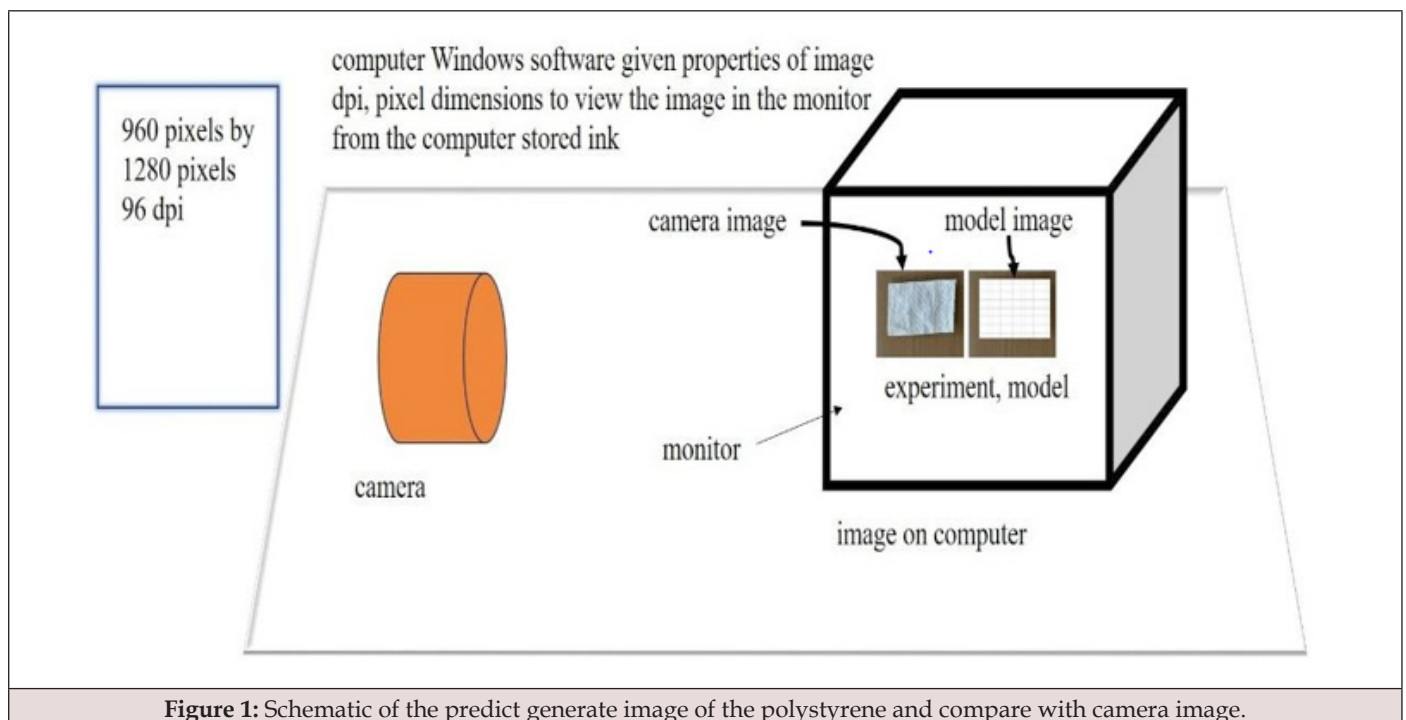 computer Windows software given properties of image
dpi, pixel dimensions to view the image in the monitor
from the computer stored ink
960 pixels by
1280 pixels
96 dpi
camera image
model image
experiment, model
monitor
camera
image on computer
Figure 1: Schematic of the predict generate image of the polystyrene and compare with camera image.